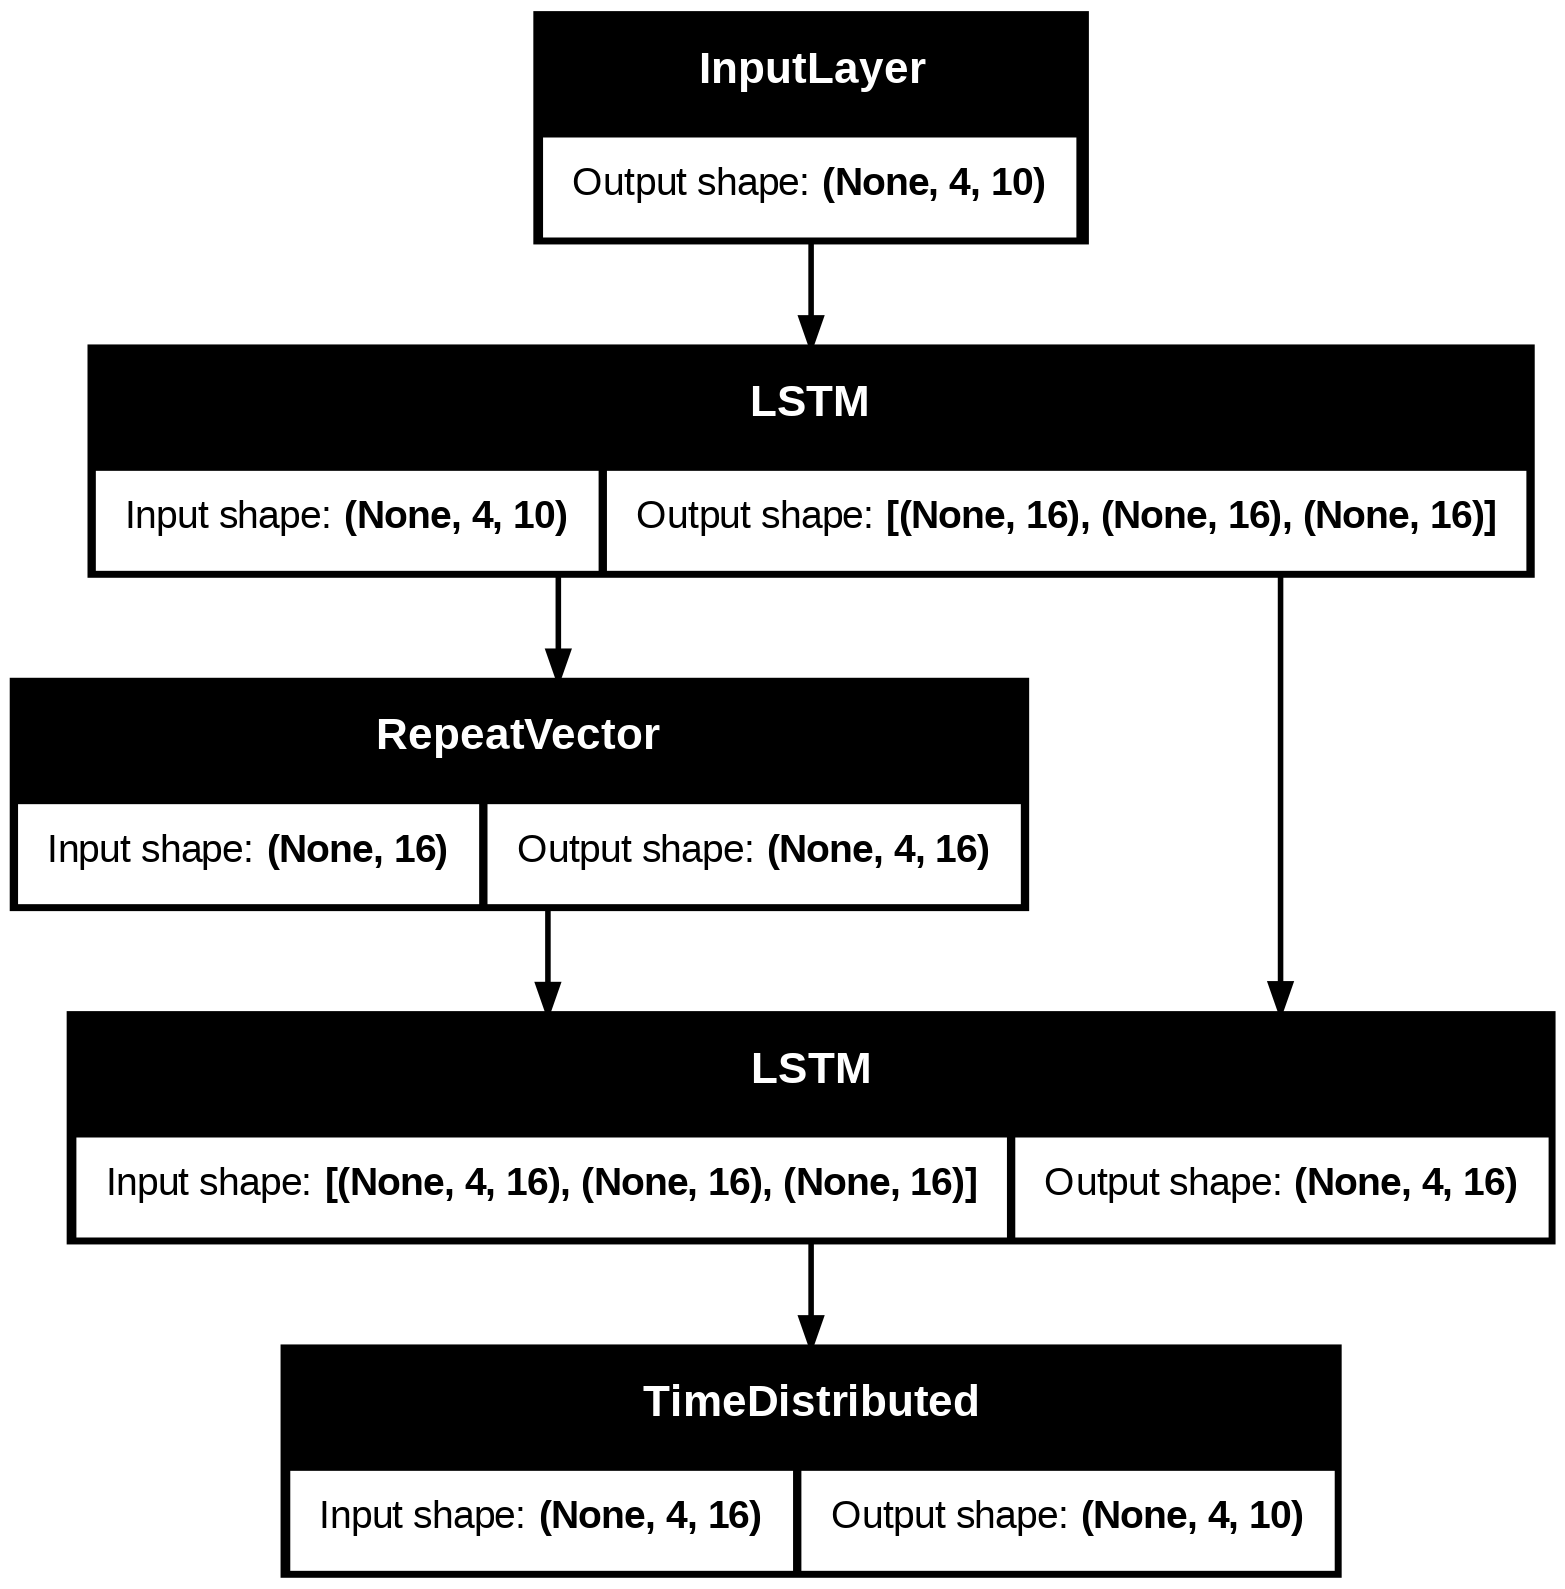 InputLayer
Output shape: (None, 4, 10)
LSTM
Input shape: (None, 4, 10) Output shape: [(None, 16), (None, 16), (None, 16)]
RepeatVector
Input shape: (None, 16) Output shape: (None, 4, 16)
LSTM
Input shape: [(None, 4, 16), (None, 16), (None, 16)] Output shape: (None, 4, 16)
TimeDistributed
Input shape: (None, 4, 16) Output shape: (None, 4, 10)